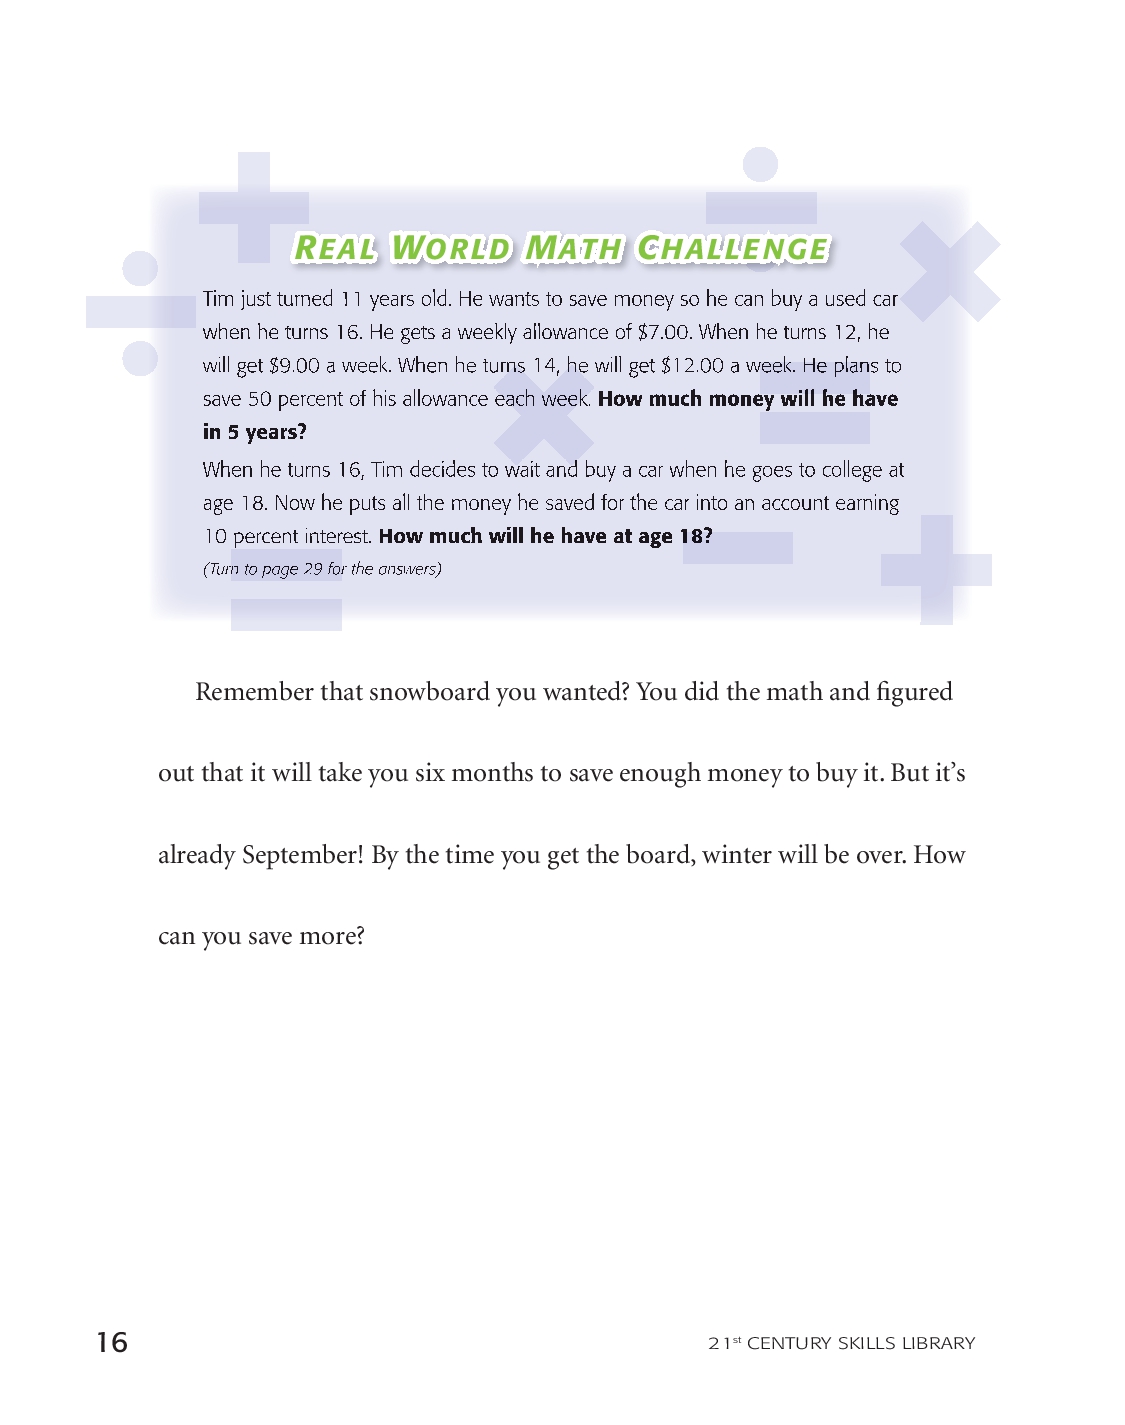 REAL WORLD MATH CHALLENGE
Tim just turned 11 years old. He wants to save money so he can buy a used car
when he turns 16. He gets a weekly allowance of $7.00. When he turns 12, he
will get $9.00 a week. When he turns 14, he will get $12.00 a week. He plans to
save 50 percent of his allowance each week. How much money will he have
in 5 years?
When he turns 16, Tim decides to wait and buy a car when he goes to college at
age 18. Now he puts all the money he saved for the car into an account earning
10 percent interest. How much will he have at age 18?
(Turn to page 29 for the answers)
Remember that snowboard you wanted? You did the math and figured
out that it will take you six months to save enough money to buy it. But it’s
already September! By the time you get the board, winter will be over. How
can you save more?
16
21st CENTURY SKILLS LIBRARY